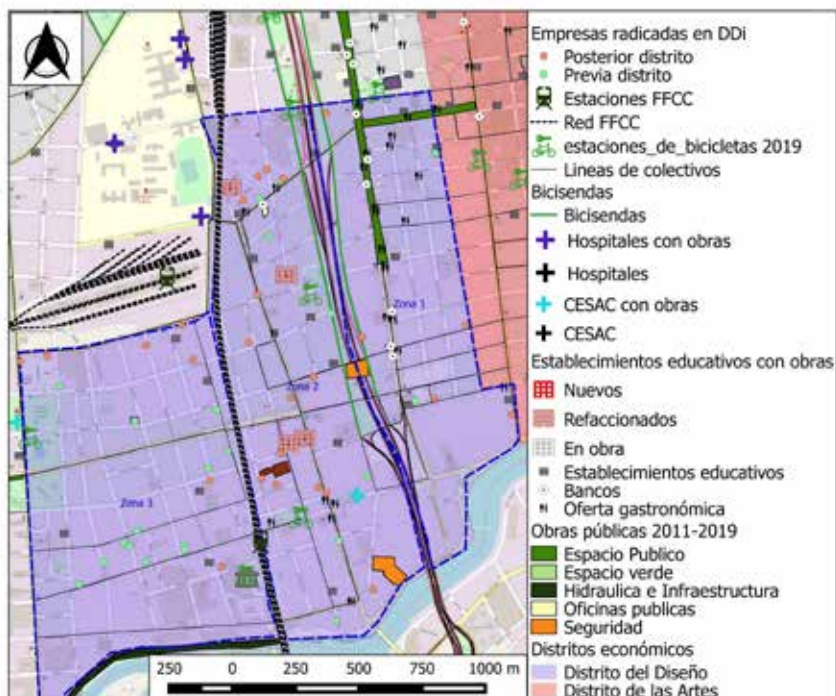 Zona 1
Zona 2
Zona 3
250 0 250 500 750 1000 m
Empresas radicadas en DDi
Posterior distrito
Previa distrito
Estaciones FFCC
Red FFCC
estaciones_de_bicicletas 2019
Lineas de colectivos
Bicisendas
Bicisendas
Hospitales con obras
Hospitales
CESAC con obras
CESAC
Establecimientos educativos con obras
Nuevos
Refaccionados
En obra
Establecimientos educativos
Bancos
Oferta gastronómica
Obras públicas 2011-2019
Espacio Publico
Espacio verde
Hidraulica e Infraestructura
Oficinas publicas
Seguridad
Distritos económicos
Distrito del Diseño
Distrito de las Artes